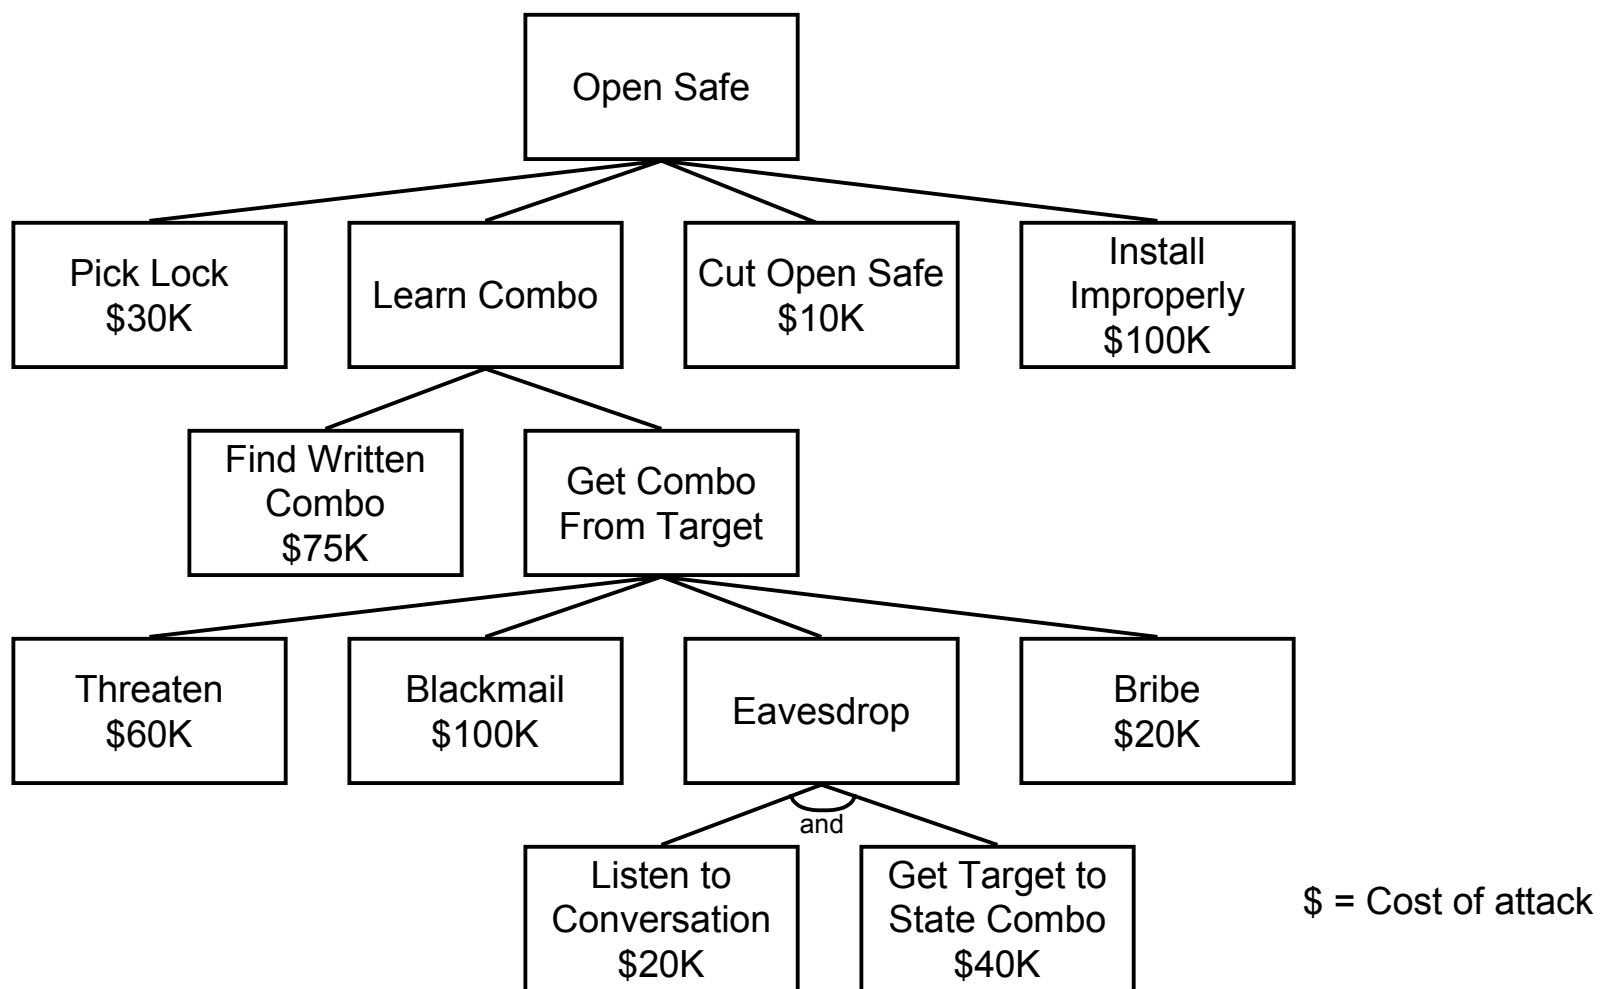 Open Safe
Pick Lock
$30K
Learn Combo
Cut Open Safe
$10K
Install
Improperly
$100K
Find Written
Combo
$75K
Get Combo
From Target
Threaten
$60K
Blackmail
$100K
Eavesdrop
Bribe
$20K
and
Listen to
Conversation
$20K
Get Target to
State Combo
$40K
$ = Cost of attack